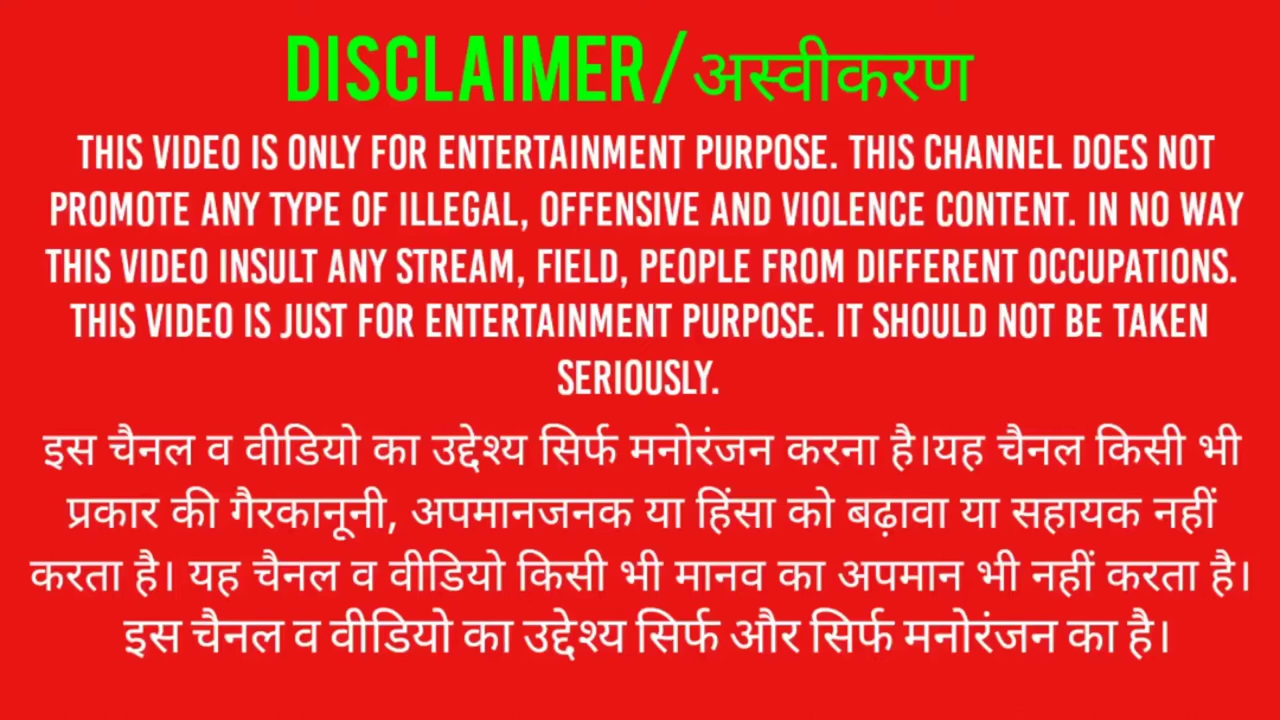 DISCLAIMER/अस्वीकरण
THIS VIDEO IS ONLY FOR ENTERTAINMENT PURPOSE. THIS CHANNEL DOES NOT
PROMOTE ANY TYPE OF ILLEGAL, OFFENSIVE AND VIOLENCE CONTENT. IN NO WAY
THIS VIDEO INSULT ANY STREAM, FIELD, PEOPLE FROM DIFFERENT OCCUPATIONS.
THIS VIDEO IS JUST FOR ENTERTAINMENT PURPOSE. IT SHOULD NOT BE TAKEN
SERIOUSLY.
इस चैनल व वीडियो का उद्देश्य सिर्फ मनोरंजन करना है।यह चैनल किसी भी
प्रकार की गैरकानूनी, अपमानजनक या हिंसा को बढ़ावा या सहायक नहीं
करता है। यह चैनल व वीडियो किसी भी मानव का अपमान भी नहीं करता है।
इस चैनल व वीडियो का उद्देश्य सिर्फ और सिर्फ मनोरंजन का है।